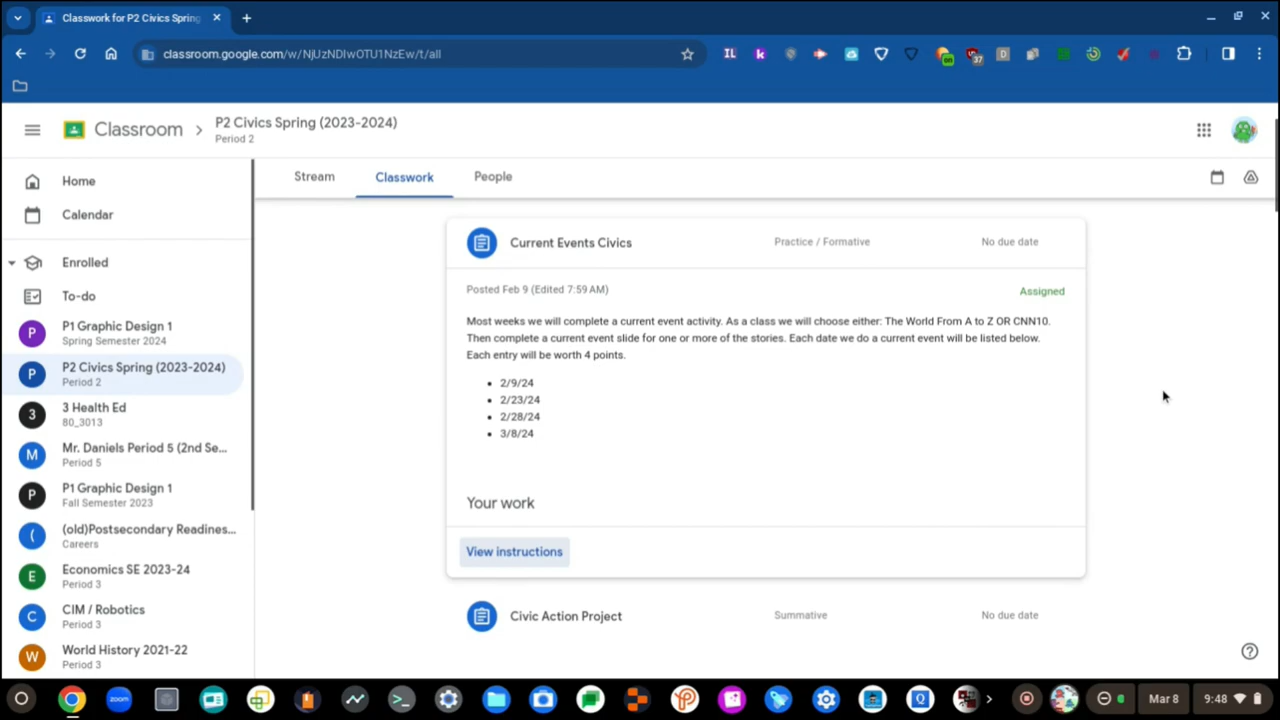 Classwork for P2 Civics Spring
classroom.google.com/w/NjUzNDIwOTU1NzEw/t/all
IL
k
on
37
D
Classroom
P2 Civics Spring (2023-2024)
Period 2
Home
Calendar
Enrolled
To-do
P
P1 Graphic Design 1
Spring Semester 2024
P
P2 Civics Spring (2023-2024)
Period 2
3
3 Health Ed
80_3013
M
Mr. Daniels Period 5 (2nd Se...
Period 5
P
P1 Graphic Design 1
Fall Semester 2023
(
(old)Postsecondary Readines...
Careers
E
Economics SE 2023-24
Period 3
C
CIM / Robotics
Period 3
W
World History 2021-22
Period 3
Stream
Classwork
People
Current Events Civics
Practice / Formative
No due date
Posted Feb 9 (Edited 7:59 AM)
Assigned
Most weeks we will complete a current event activity. As a class we will choose either: The World From A to Z OR CNN10.
Then complete a current event slide for one or more of the stories. Each date we do a current event will be listed below.
Each entry will be worth 4 points.
• 2/9/24
• 2/23/24
• 2/28/24
• 3/8/24
Your work
View instructions
Civic Action Project
Summative
No due date
zoom
Q
Mar 8
9:48